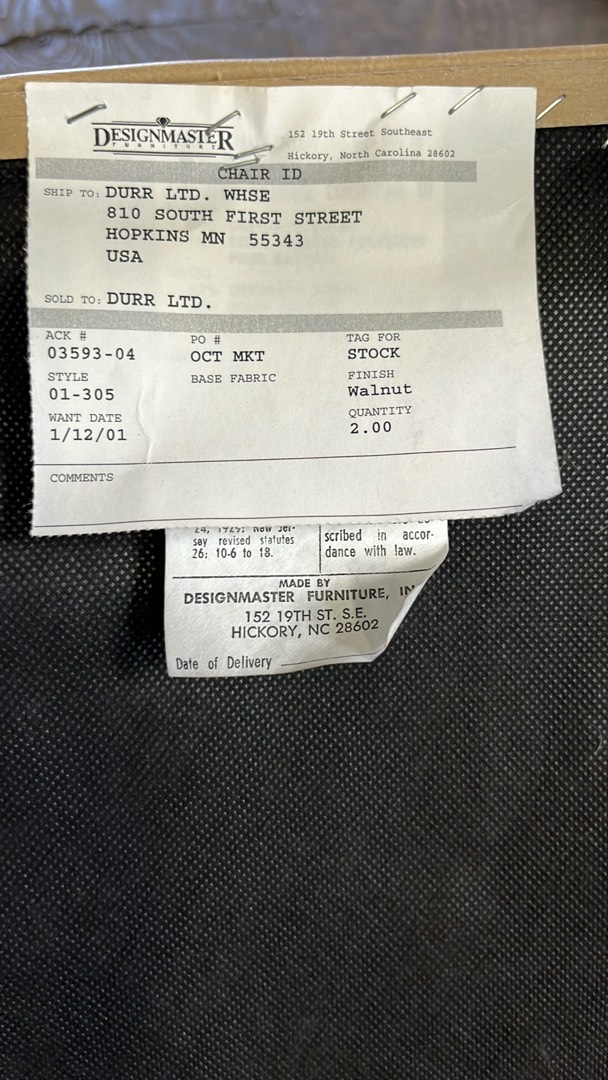 DESIGNMASTER
FURNITURE
152 19th Street Southeast
Hickory, North Carolina 28602
CHAIR ID
SHIP TO: DURR LTD. WHSE
810 SOUTH FIRST STREET
HOPKINS MN 55343
USA
SOLD TO: DURR LTD.
ACK # PO # TAG FOR
03593-04 OCT MKT STOCK
STYLE BASE FABRIC FINISH
01-305 Walnut
WANT DATE QUANTITY
1/12/01 2.00
COMMENTS
24, 1925; New Jer-
say revised statutes
26: 10-6 to 18.
scribed in accor-
dance with law.
MADE BY
DESIGNMASTER FURNITURE, IN
152 19TH ST. S.E.
HICKORY, NC 28602
Date of Delivery